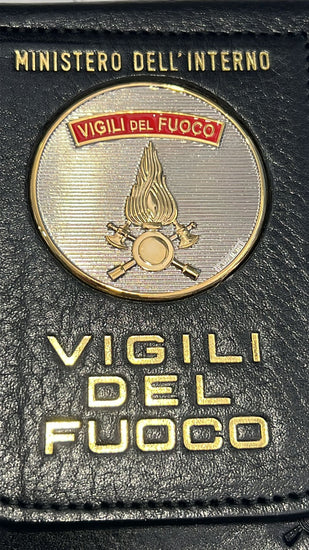 MINISTERO DELL'INTERNO
VIGILI DEL FUOCO
VIGILI
DEL
FUOCO